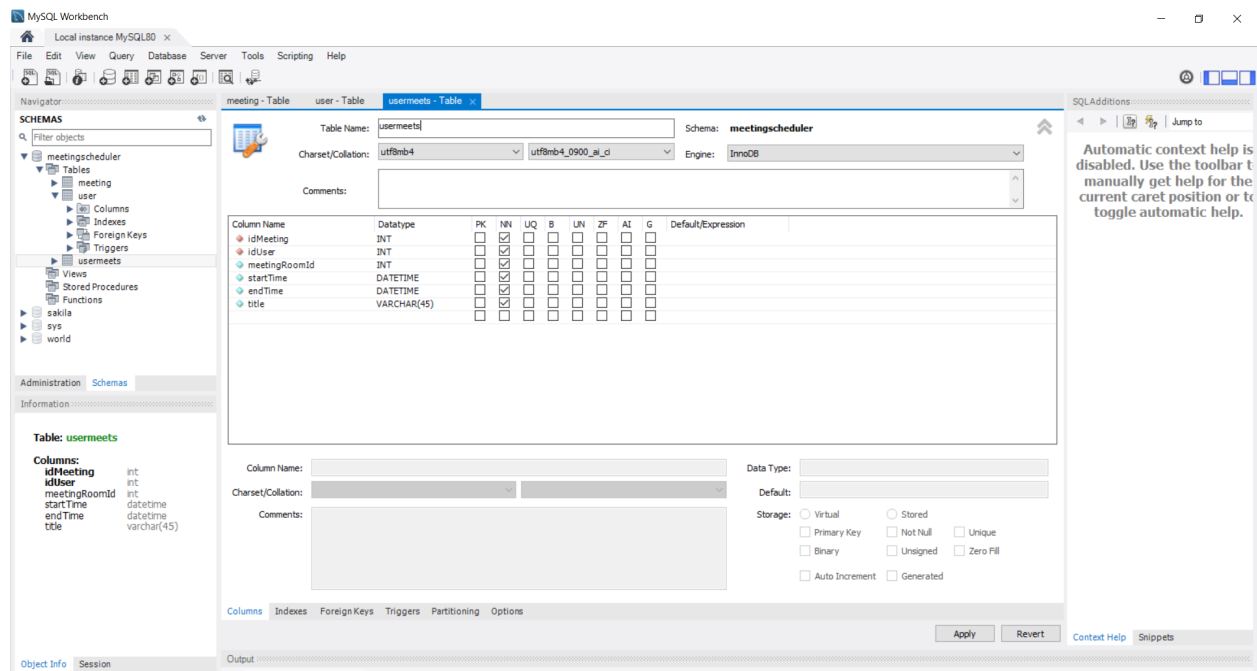 MySQL Workbench
Local instance MySQL80
File Edit View Query Database Server Tools Scripting Help
Navigator
SCHEMAS
Filter objects
meetingscheduler
Tables
meeting
user
Columns
Indexes
Foreign Keys
Triggers
usermeets
Views
Stored Procedures
Functions
sakila
sys
world
Administration Schemas
Information
Table: usermeets
Columns:
idMeeting int
idUser int
meetingRoomId int
startTime datetime
endTime datetime
title varchar(45)
Object Info Session
meeting - Table user - Table usermeets - Table
Table Name: usermeets Schema: meetingscheduler
Charset/Collation: utf8mb4 utf8mb4_0900_ai_ci Engine: InnoDB
Comments:
Column Name Datatype PK NN UQ B UN ZF AI G Default/Expression
idMeeting INT
idUser INT
meetingRoomId INT
startTime DATETIME
endTime DATETIME
title VARCHAR(45)
Column Name: Data Type:
Charset/Collation: Default:
Comments: Storage: Virtual Stored
Primary Key Not Null Unique
Binary Unsigned Zero Fill
Auto Increment Generated
Columns Indexes Foreign Keys Triggers Partitioning Options
Apply Revert
Output
SQLAdditions
Jump to
Automatic context help is
disabled. Use the toolbar t
manually get help for the
current caret position or to
toggle automatic help.
Context Help Snippets